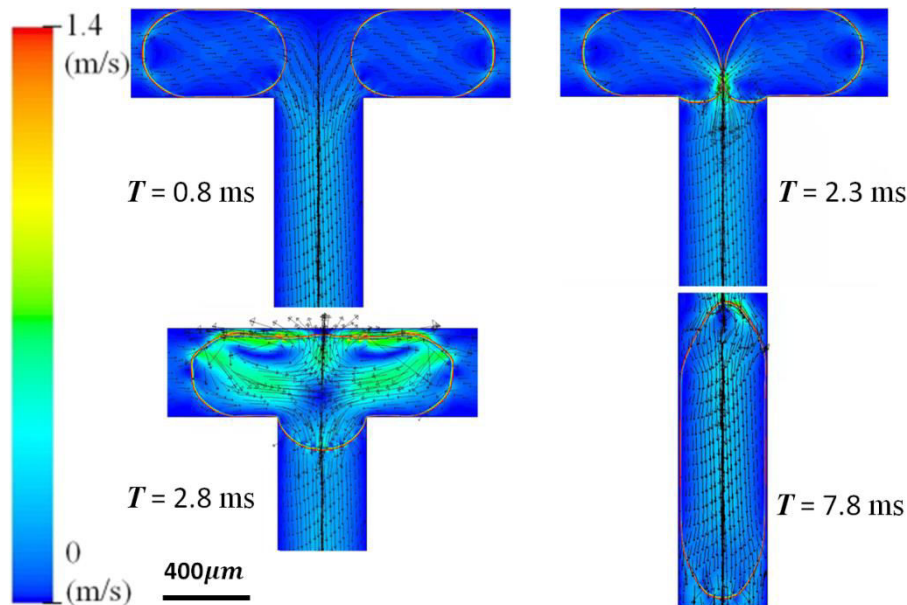 1.4
(m/s)
T = 0.8 ms
T = 2.3 ms
T = 2.8 ms
T = 7.8 ms
0
(m/s)
400μm